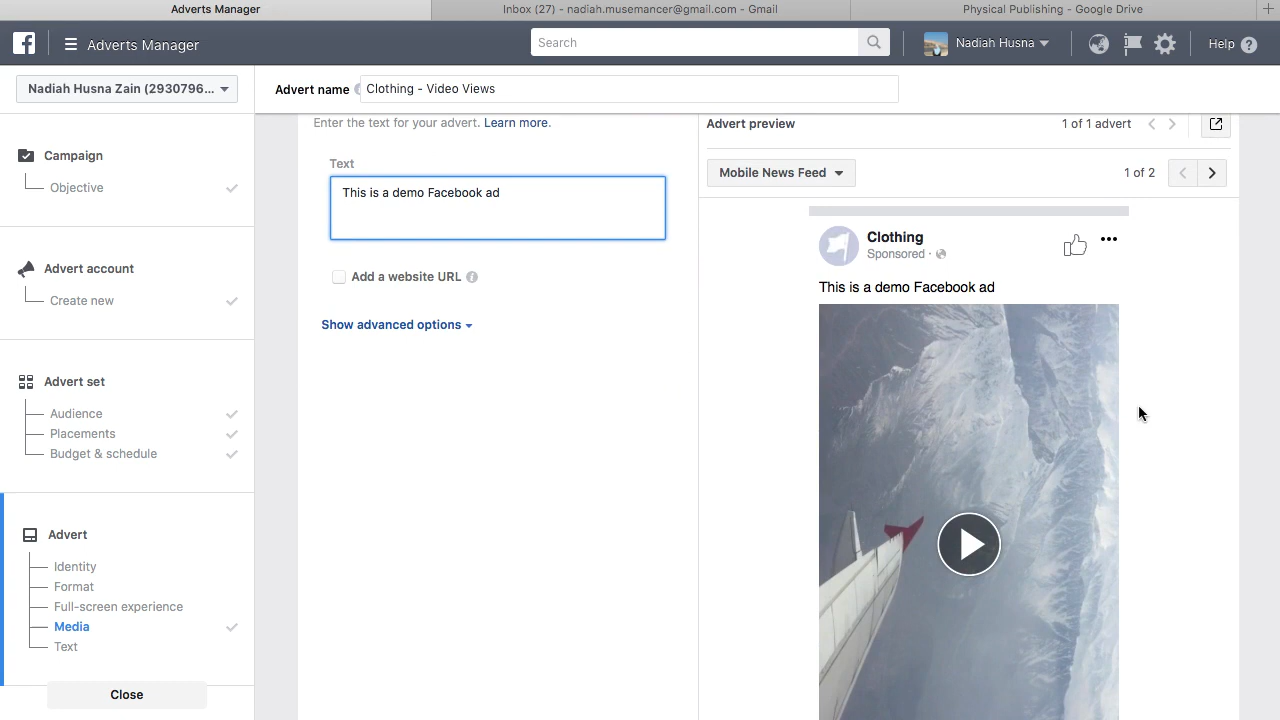 Adverts Manager
Inbox (27) - nadiah.musemancer@gmail.com - Gmail
Physical Publishing - Google Drive
Adverts Manager
Search
Nadiah Husna
Help
Nadiah Husna Zain (2930796...
Advert name
Clothing - Video Views
Campaign
Objective
Advert account
Create new
Advert set
Audience
Placements
Budget & schedule
Advert
Identity
Format
Full-screen experience
Media
Text
Close
Enter the text for your advert. Learn more.
Text
This is a demo Facebook ad
Add a website URL
Show advanced options
Advert preview
1 of 1 advert
Mobile News Feed
1 of 2
Clothing
Sponsored ·
This is a demo Facebook ad